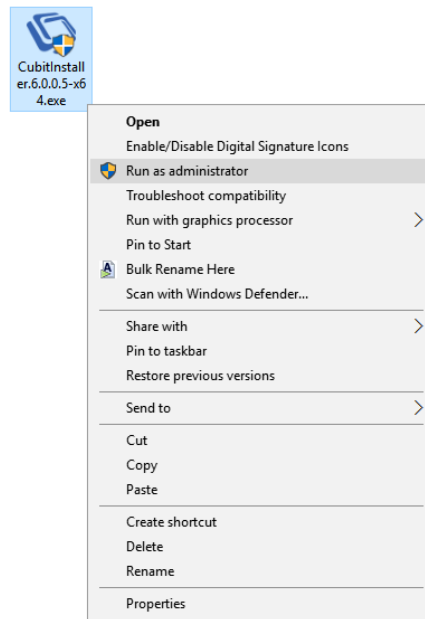 CubitInstall
er.6.0.0.5-x6
4.exe
Open
Enable/Disable Digital Signature Icons
Run as administrator
Troubleshoot compatibility
Run with graphics processor
Pin to Start
Bulk Rename Here
Scan with Windows Defender...
Share with
Pin to taskbar
Restore previous versions
Send to
Cut
Copy
Paste
Create shortcut
Delete
Rename
Properties